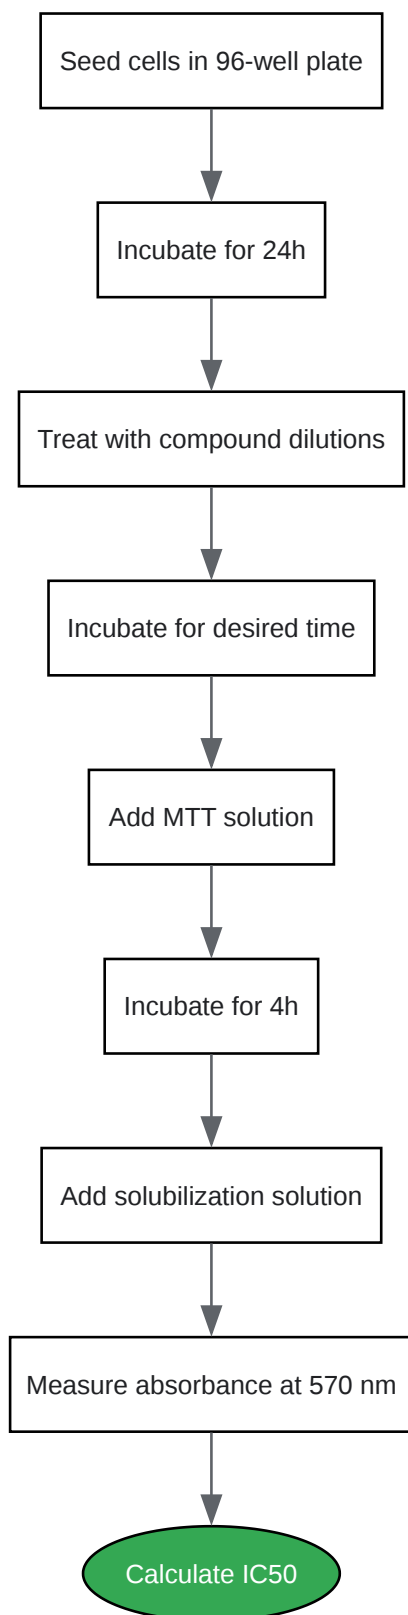 Seed cells in 96-well plate
Incubate for 24h
Treat with compound dilutions
Incubate for desired time
Add MTT solution
Incubate for 4h
Add solubilization solution
Measure absorbance at 570 nm
Calculate IC50